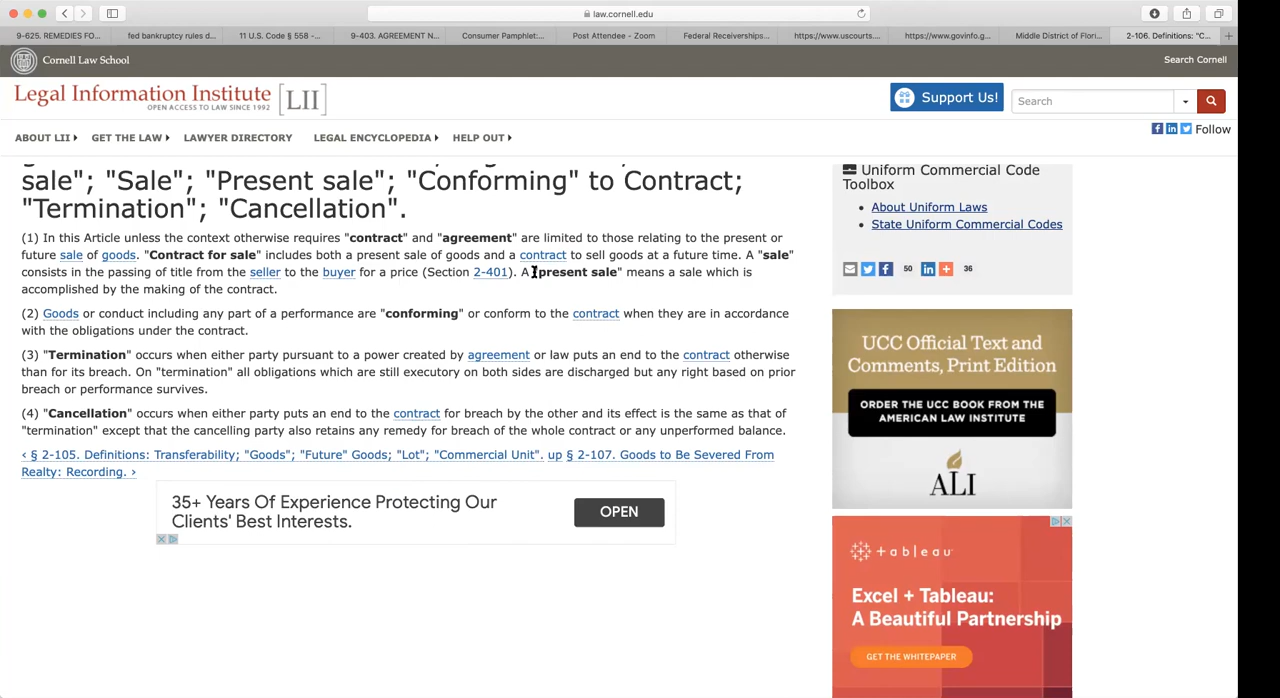 law.cornell.edu
9-625. REMEDIES FO...
fed bankruptcy rules d...
11 U.S. Code § 558 -...
9-403. AGREEMENT N...
Consumer Pamphlet:...
Post Attendee - Zoom
Federal Receiverships...
https://www.uscourts....
https://www.govinfo.g...
Middle District of Flori...
2-106. Definitions: "C...
Cornell Law School
Search Cornell
Legal Information Institute [LII]
OPEN ACCESS TO LAW SINCE 1992
Support Us!
Search
ABOUT LII
GET THE LAW
LAWYER DIRECTORY
LEGAL ENCYCLOPEDIA
HELP OUT
Follow
sale"; "Sale"; "Present sale"; "Conforming" to Contract;
"Termination"; "Cancellation".
(1) In this Article unless the context otherwise requires "contract" and "agreement" are limited to those relating to the present or
future sale of goods. "Contract for sale" includes both a present sale of goods and a contract to sell goods at a future time. A "sale"
consists in the passing of title from the seller to the buyer for a price (Section 2-401). A "present sale" means a sale which is
accomplished by the making of the contract.
(2) Goods or conduct including any part of a performance are "conforming" or conform to the contract when they are in accordance
with the obligations under the contract.
(3) "Termination" occurs when either party pursuant to a power created by agreement or law puts an end to the contract otherwise
than for its breach. On "termination" all obligations which are still executory on both sides are discharged but any right based on prior
breach or performance survives.
(4) "Cancellation" occurs when either party puts an end to the contract for breach by the other and its effect is the same as that of
"termination" except that the cancelling party also retains any remedy for breach of the whole contract or any unperformed balance.
‹ § 2-105. Definitions: Transferability; "Goods"; "Future" Goods; "Lot"; "Commercial Unit". up § 2-107. Goods to Be Severed From
Realty: Recording. ›
35+ Years Of Experience Protecting Our
Clients' Best Interests.
OPEN
Uniform Commercial Code
Toolbox
About Uniform Laws
State Uniform Commercial Codes
50
36
UCC Official Text and
Comments, Print Edition
ORDER THE UCC BOOK FROM THE
AMERICAN LAW INSTITUTE
ALI
+ a b l e a u
Excel + Tableau:
A Beautiful Partnership
GET THE WHITEPAPER